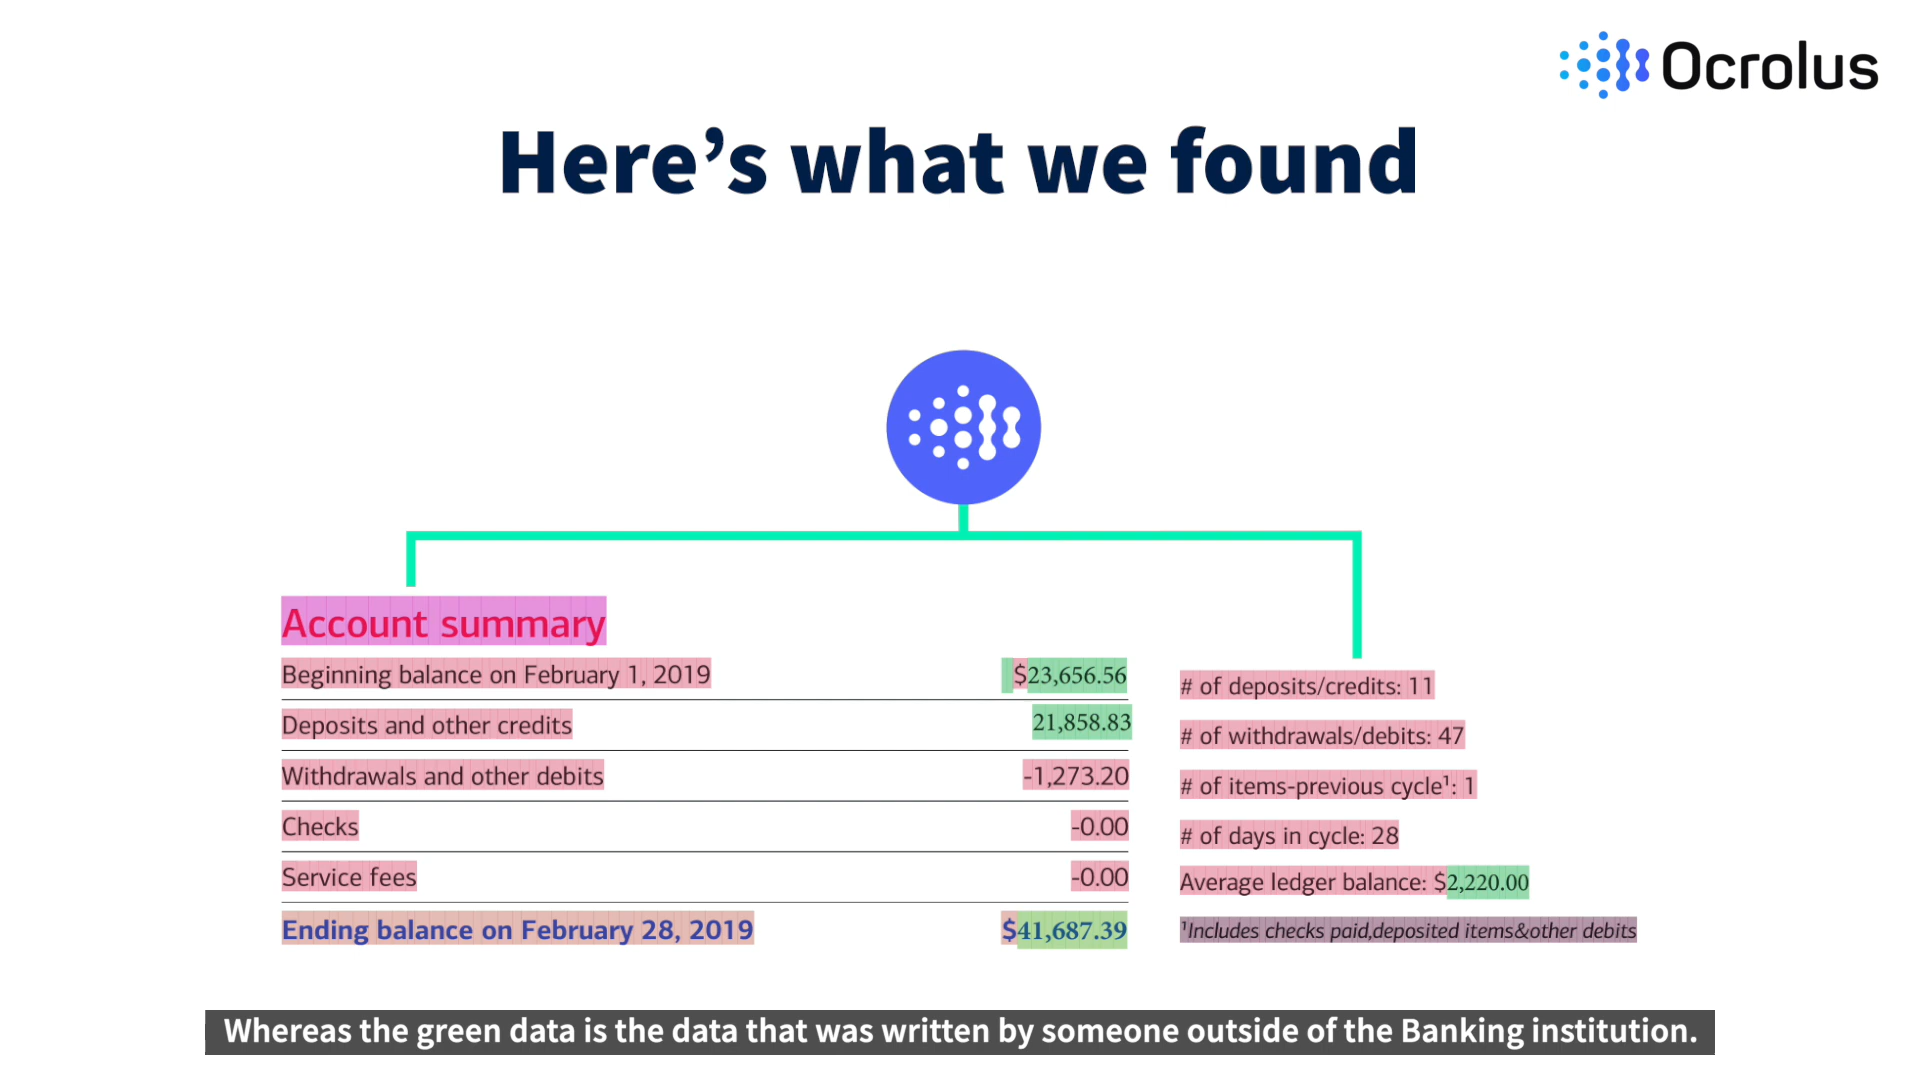 Ocrolus
Here's what we found
Account summary
Beginning balance on February 1, 2019 $23,656.56
Deposits and other credits 21,858.83
Withdrawals and other debits -1,273.20
Checks -0.00
Service fees -0.00
Ending balance on February 28, 2019 $41,687.39
# of deposits/credits: 11
# of withdrawals/debits: 47
# of items-previous cycle¹: 1
# of days in cycle: 28
Average ledger balance: $2,220.00
¹Includes checks paid,deposited items&other debits
Whereas the green data is the data that was written by someone outside of the Banking institution.